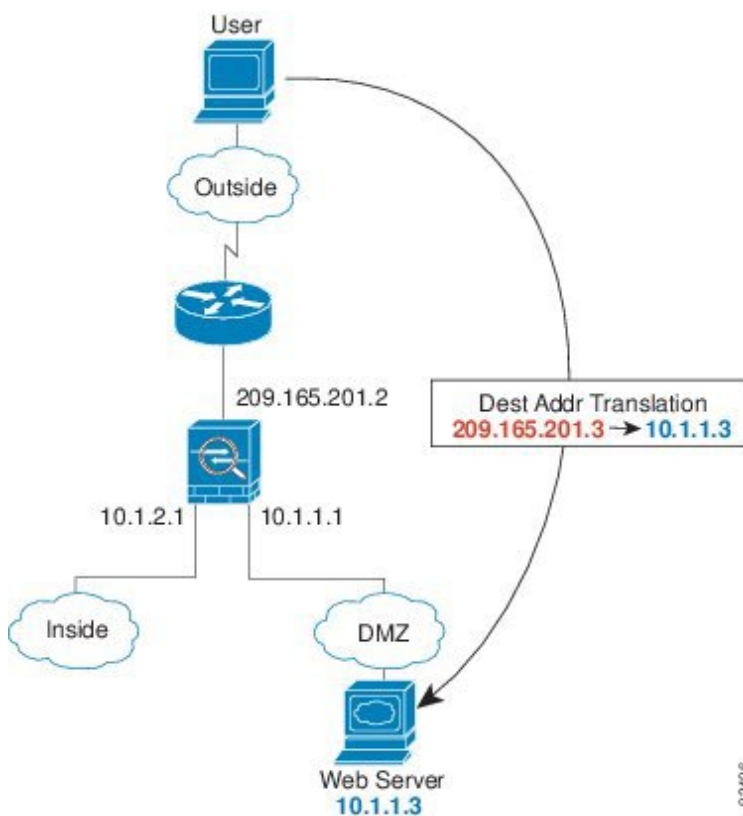 User
Outside
209.165.201.2
Dest Addr Translation
209.165.201.3 → 10.1.1.3
10.1.2.1
10.1.1.1
Inside
DMZ
Web Server
10.1.1.3